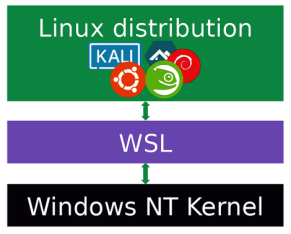 Linux distribution
KALI
WSL
Windows NT Kernel